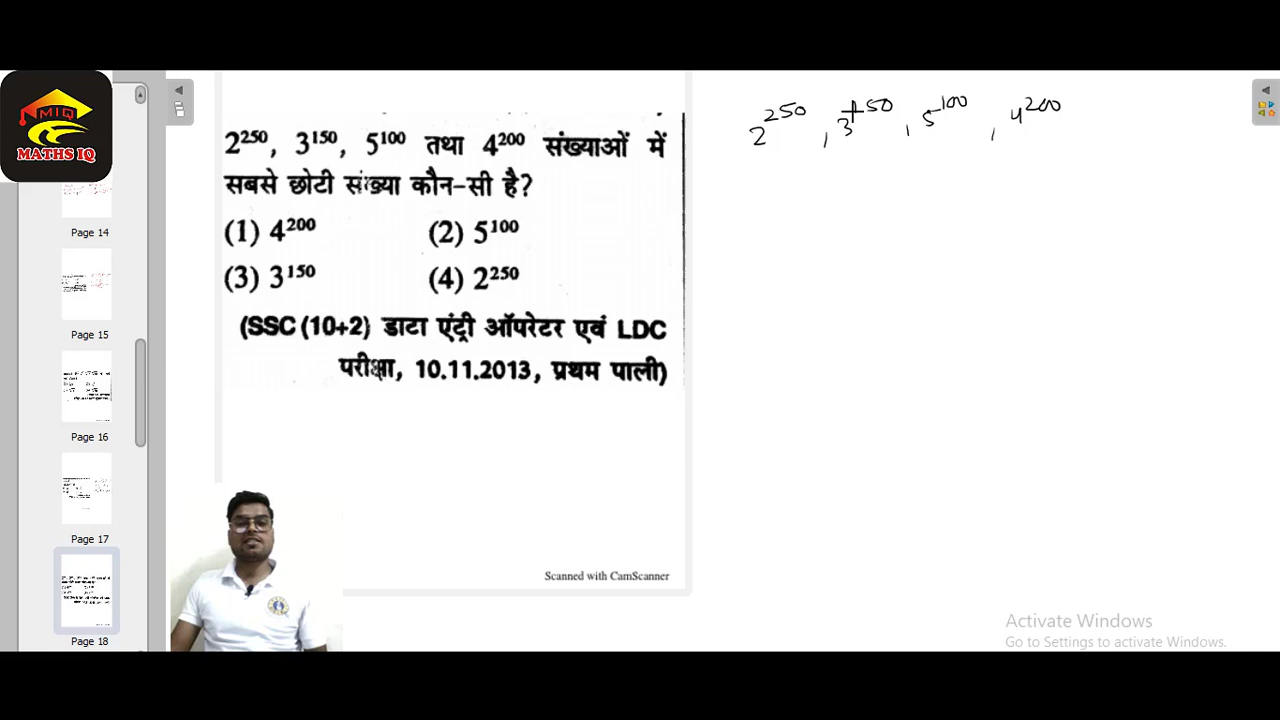 MIQ
MATHS IQ
Page 14
Page 15
Page 16
Page 17
Page 18
2²⁵⁰, 3¹⁵⁰, 5¹⁰⁰ तथा 4²⁰⁰ संख्याओं में
सबसे छोटी संख्या कौन-सी है?
(1) 4²⁰⁰ (2) 5¹⁰⁰
(3) 3¹⁵⁰ (4) 2²⁵⁰
(SSC (10+2) डाटा एंट्री ऑपरेटर एवं LDC
परीक्षा, 10.11.2013, प्रथम पाली)
Scanned with CamScanner
2²⁵⁰, 3¹⁵⁰, 5¹⁰⁰, 4²⁰⁰
Activate Windows
Go to Settings to activate Windows.